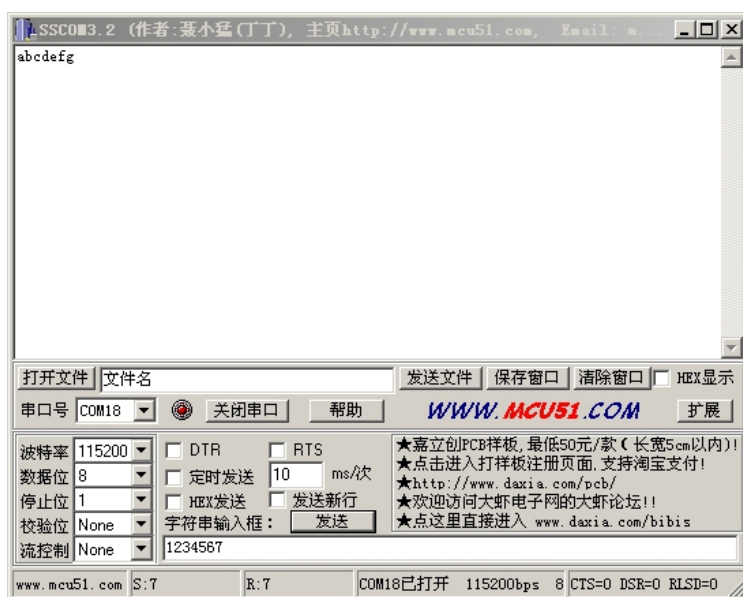 SSCOM3.2 (作者:聂小猛(丁丁), 主页http://www.mcu51.com, Email: m...
abcdefg
打开文件 文件名 发送文件 保存窗口 清除窗口 HEX显示
串口号 COM18 关闭串口 帮助 WWW.MCU51.COM 扩展
波特率 115200 DTR RTS
数据位 8 定时发送 10 ms/次
停止位 1 HEX发送 发送新行
校验位 None 字符串输入框: 发送
流控制 None 1234567
★嘉立创PCB样板,最低50元/款(长宽5cm以内)!
★点击进入打样板注册页面.支持淘宝支付!
★http://www.daxia.com/pcb/
★欢迎访问大虾电子网的大虾论坛!!
★点这里直接进入 www.daxia.com/bibis
www.mcu51.com S:7 R:7 COM18已打开 115200bps 8 CTS=0 DSR=0 RLSD=0